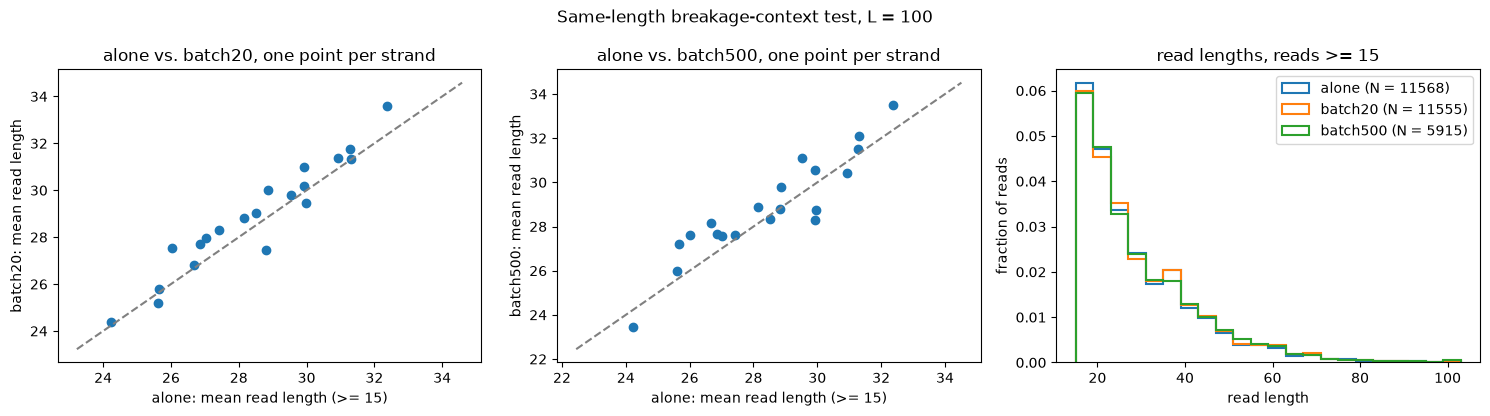 Same-length breakage-context test, L = 100
alone vs. batch20, one point per strand
batch20: mean read length
34
32
30
28
26
24
24
26
28
30
32
34
alone: mean read length (>= 15)
alone vs. batch500, one point per strand
batch500: mean read length
34
32
30
28
26
24
22
22
24
26
28
30
32
34
alone: mean read length (>= 15)
read lengths, reads >= 15
fraction of reads
0.06
0.05
0.04
0.03
0.02
0.01
0.00
alone (N = 11568)
batch20 (N = 11555)
batch500 (N = 5915)
20
40
60
80
100
read length